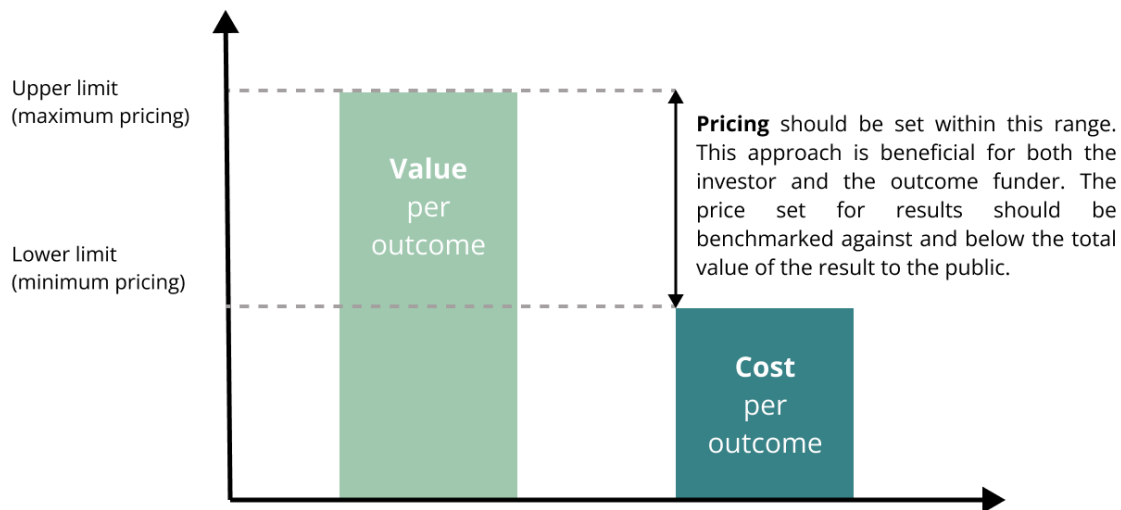 Upper limit
(maximum pricing)
Lower limit
(minimum pricing)
Value
per
outcome
Pricing should be set within this range.
This approach is beneficial for both the
investor and the outcome funder. The
price set for results should be
benchmarked against and below the total
value of the result to the public.
Cost
per
outcome